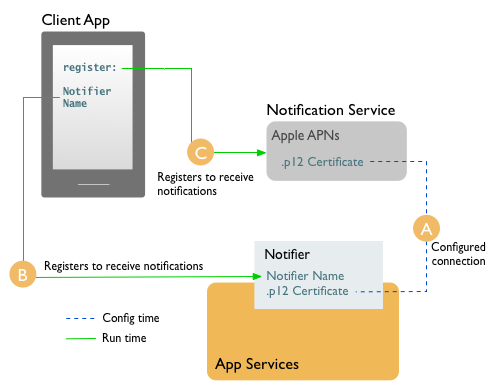 Client App
register:
Notifier
Name
Notification Service
Apple APNs
.p12 Certificate
C
Registers to receive
notifications
A
Configured
connection
B
Registers to receive notifications
Notifier
Notifier Name
.p12 Certificate
Config time
Run time
App Services